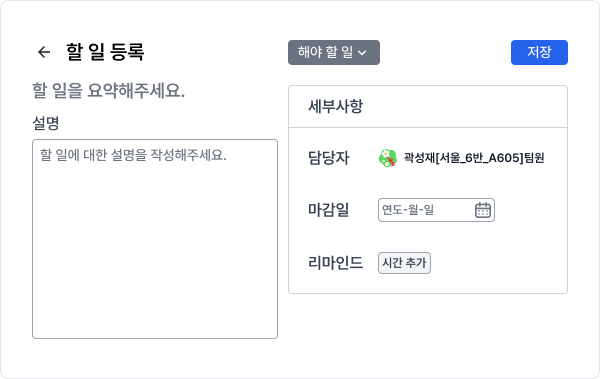 할 일 등록
해야 할 일
저장
할 일을 요약해주세요.
설명
할 일에 대한 설명을 작성해주세요.
세부사항
담당자
곽성재[서울_6반_A605]팀원
마감일
연도-월-일
리마인드
시간 추가